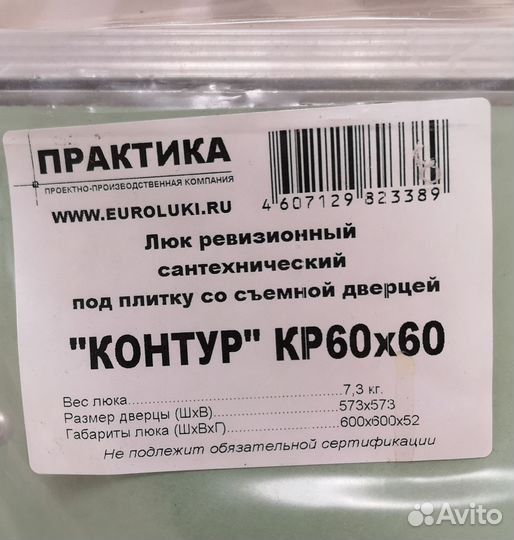 ПРАКТИКА
ПРОЕКТНО-ПРОИЗВОДСТВЕННАЯ КОМПАНИЯ
WWW.EUROLUKI.RU
4 607129 823389
Люк ревизионный
сантехнический
под плитку со съемной дверцей
"КОНТУР" КР60х60
Вес люка 7,3 кг.
Размер дверцы (ШхВ) 573х573
Габариты люка (ШхВхГ) 600х600х52
Не подлежит обязательной сертификации
Avito